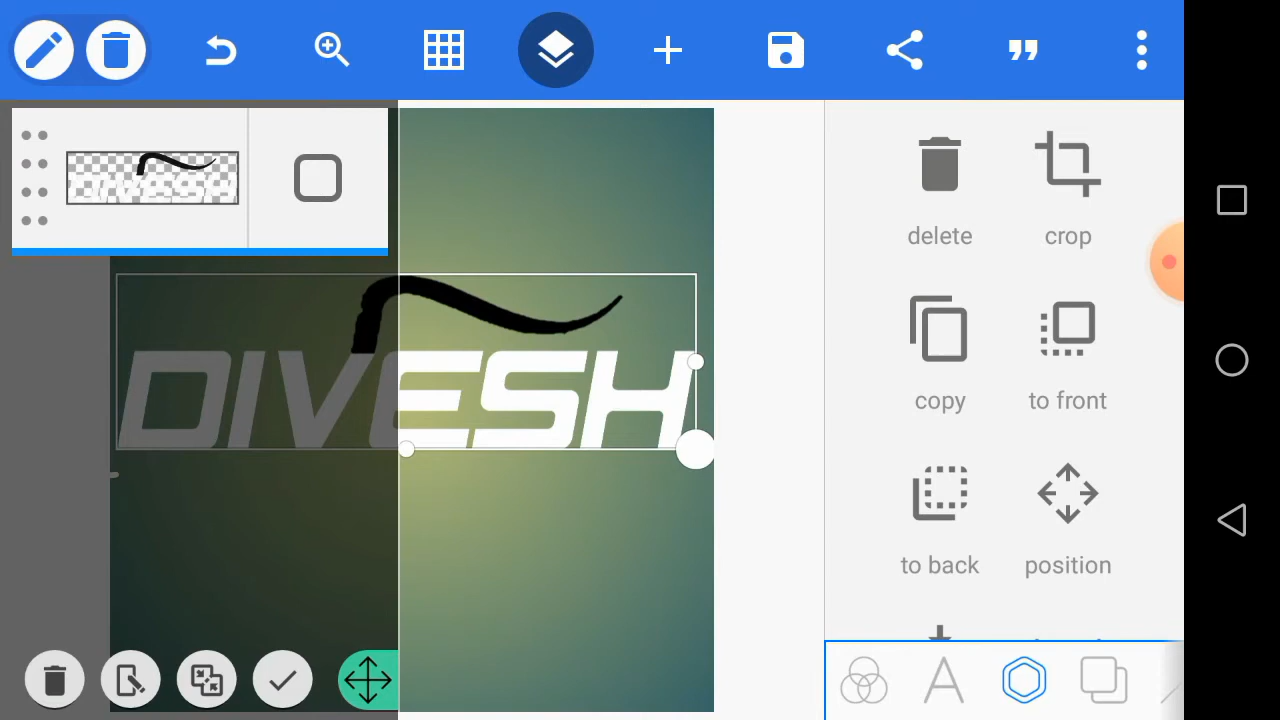 delete
crop
DIVESH
copy
to front
to back
position